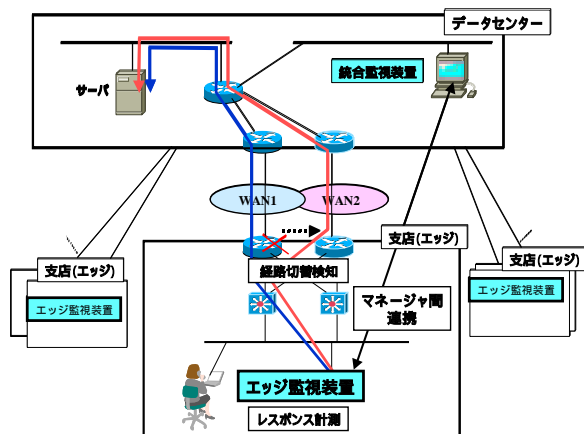 データセンター
サーバ
統合監視装置
WAN1
WAN2
支店(エッジ)
支店(エッジ)
支店(エッジ)
経路切替検知
エッジ監視装置
マネージャ間
連携
エッジ監視装置
エッジ監視装置
レスポンス計測